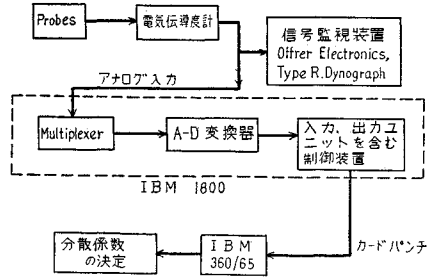 Probes
電気伝導度計
信号監視装置
Offrer Electronics,
Type R.Dynograph
アナログ入力
Multiplexer
A-D 変換器
入力、出力ユ
ニットを含む
制御装置
IBM 1800
カードパンチ
分散係数
の決定
IBM
360/65